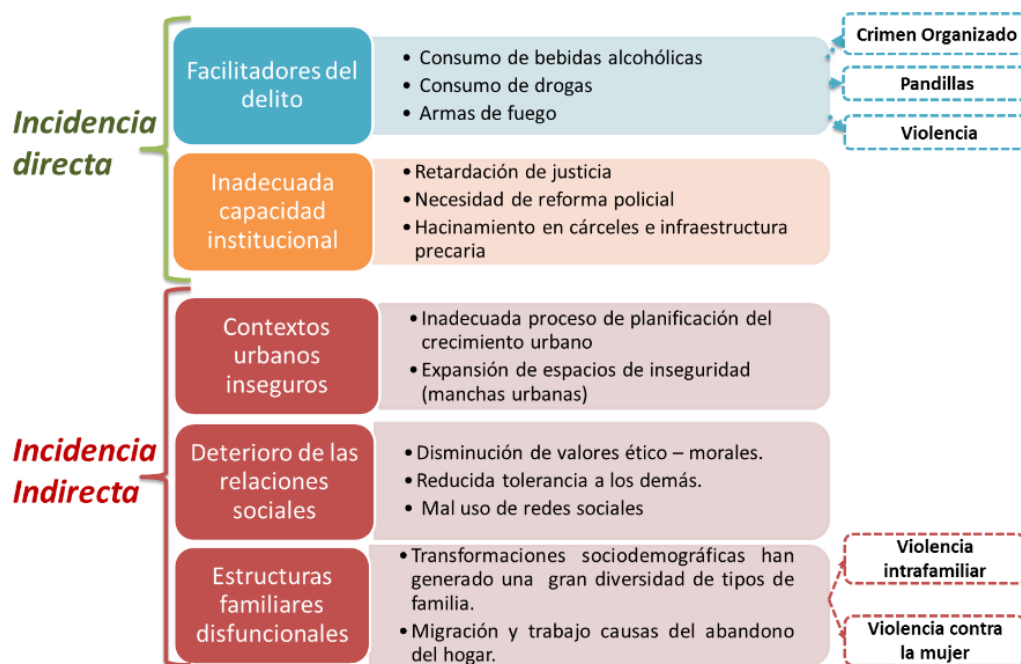 Incidencia
directa
Facilitadores del
delito
• Consumo de bebidas alcohólicas
• Consumo de drogas
• Armas de fuego
Crimen Organizado
Pandillas
Violencia
Inadecuada
capacidad
institucional
• Retardación de justicia
• Necesidad de reforma policial
• Hacinamiento en cárceles e infraestructura
precaria
Incidencia
Indirecta
Contextos
urbanos
inseguros
• Inadecuada proceso de planificación del
crecimiento urbano
• Expansión de espacios de inseguridad
(manchas urbanas)
Deterioro de las
relaciones
sociales
• Disminución de valores ético – morales.
• Reducida tolerancia a los demás.
• Mal uso de redes sociales
Estructuras
familiares
disfuncionales
• Transformaciones sociodemográficas han
generado una gran diversidad de tipos de
familia.
• Migración y trabajo causas del abandono
del hogar.
Violencia
intrafamiliar
Violencia contra
la mujer